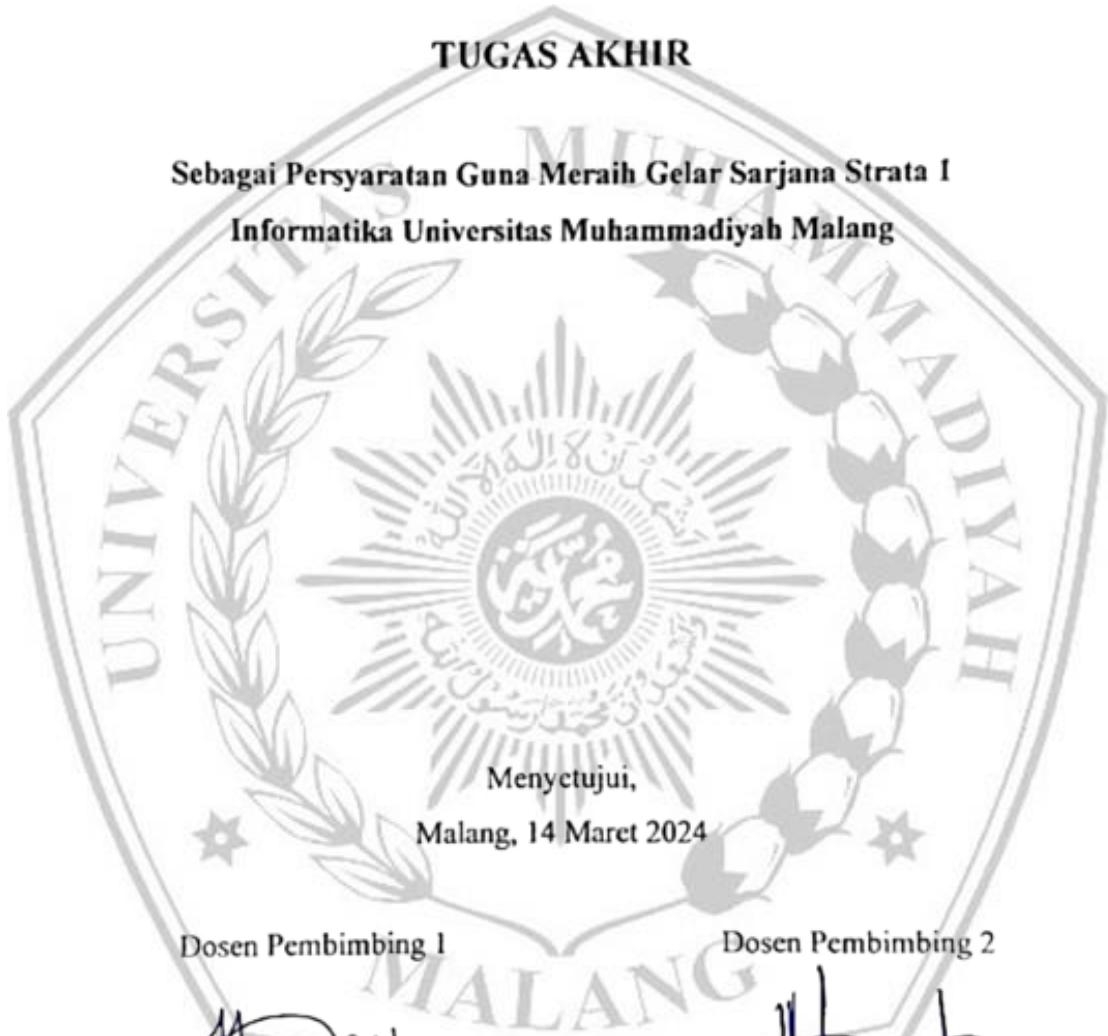 TUGAS AKHIR
Sebagai Persyaratan Guna Meraih Gelar Sarjana Strata 1
Informatika Universitas Muhammadiyah Malang
UNIVERSITAS MUHAMMADIYAH
Menyetujui,
Malang, 14 Maret 2024
Dosen Pembimbing 1
Dosen Pembimbing 2
MALANG